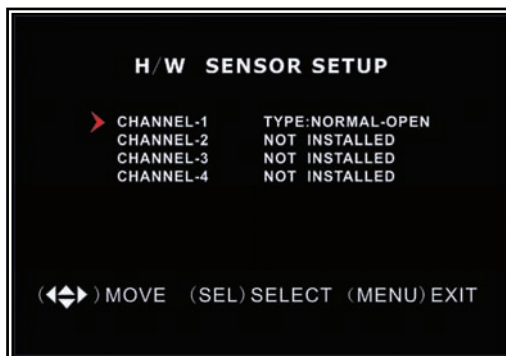 H/W SENSOR SETUP
CHANNEL-1 TYPE:NORMAL-OPEN
CHANNEL-2 NOT INSTALLED
CHANNEL-3 NOT INSTALLED
CHANNEL-4 NOT INSTALLED
( ) MOVE (SEL) SELECT (MENU) EXIT